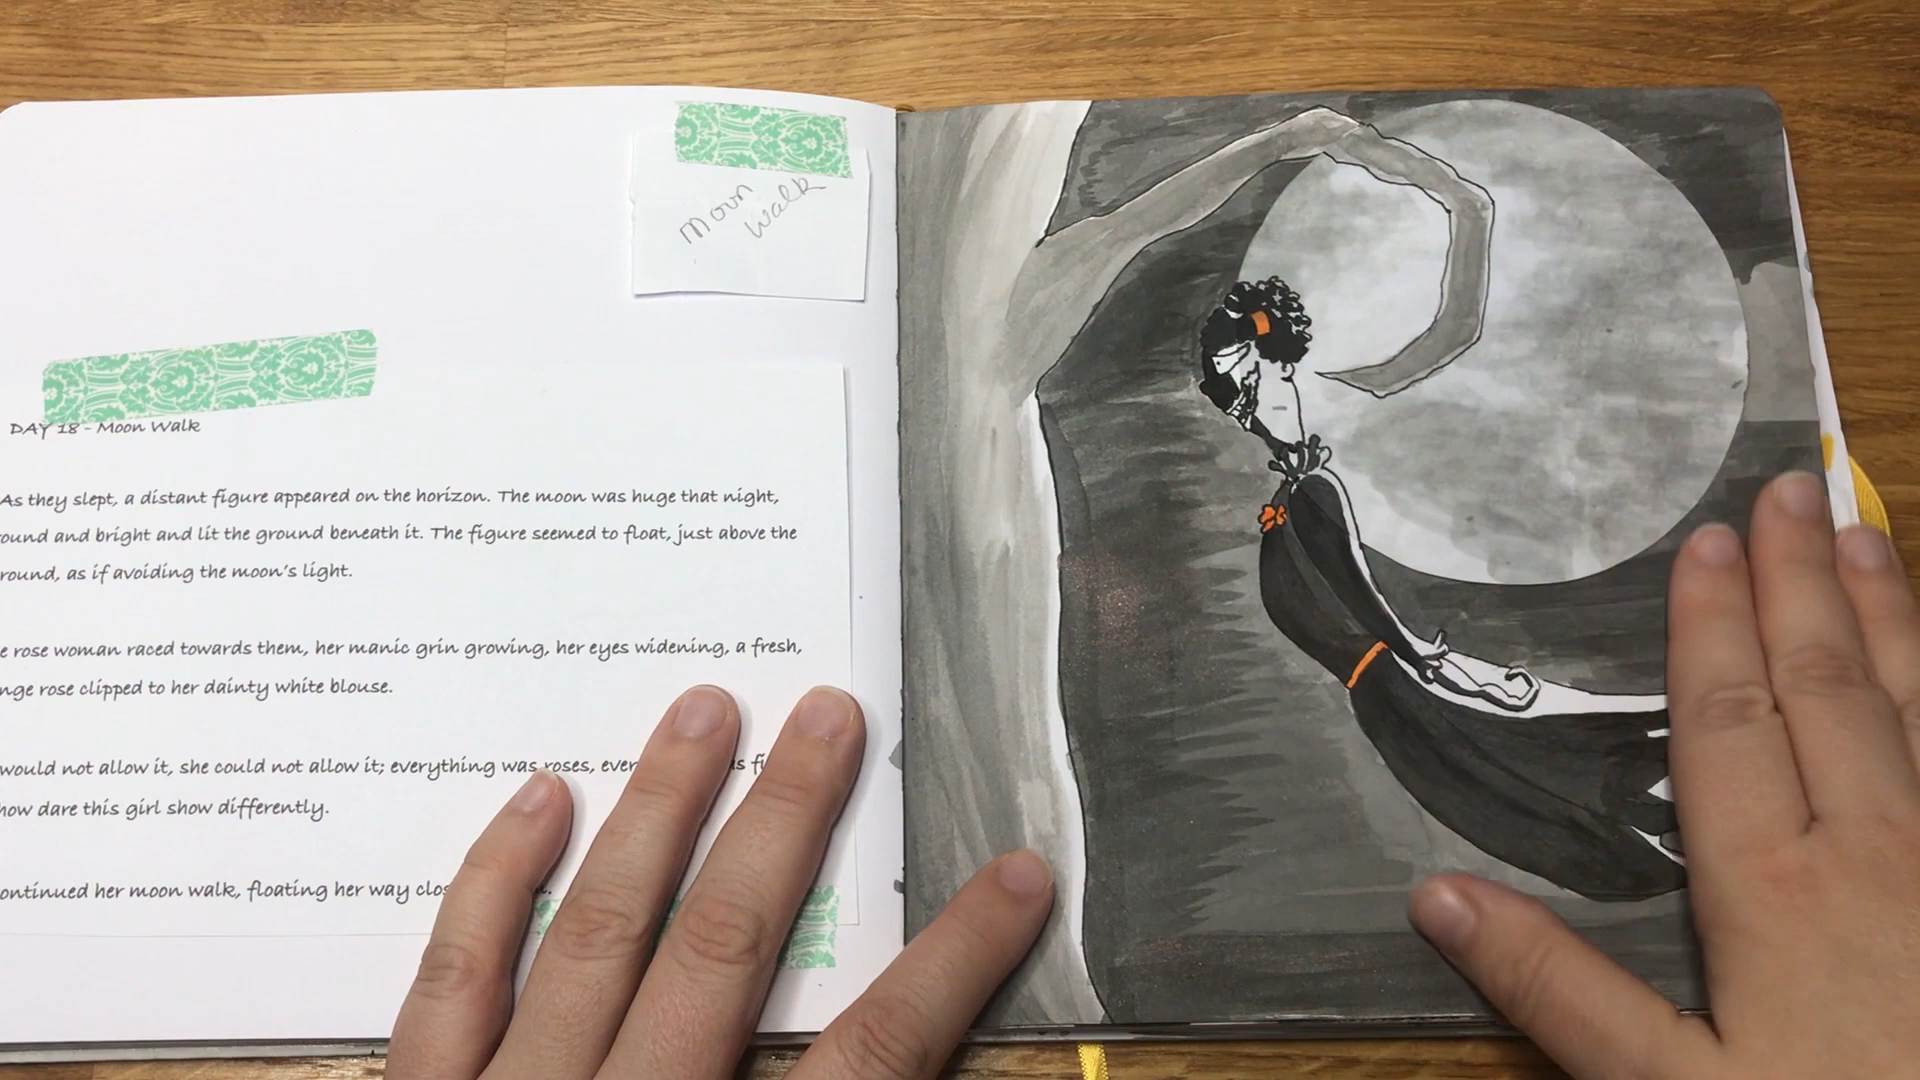 moon
walk
DAY 18 - Moon Walk
As they slept, a distant figure appeared on the horizon. The moon was huge that night,
ound and bright and lit the ground beneath it. The figure seemed to float, just above the
round, as if avoiding the moon's light.
e rose woman raced towards them, her manic grin growing, her eyes widening, a fresh,
nge rose clipped to her dainty white blouse.
would not allow it, she could not allow it; everything was roses, ever
how dare this girl show differently.
ontinued her moon walk, floating her way clos